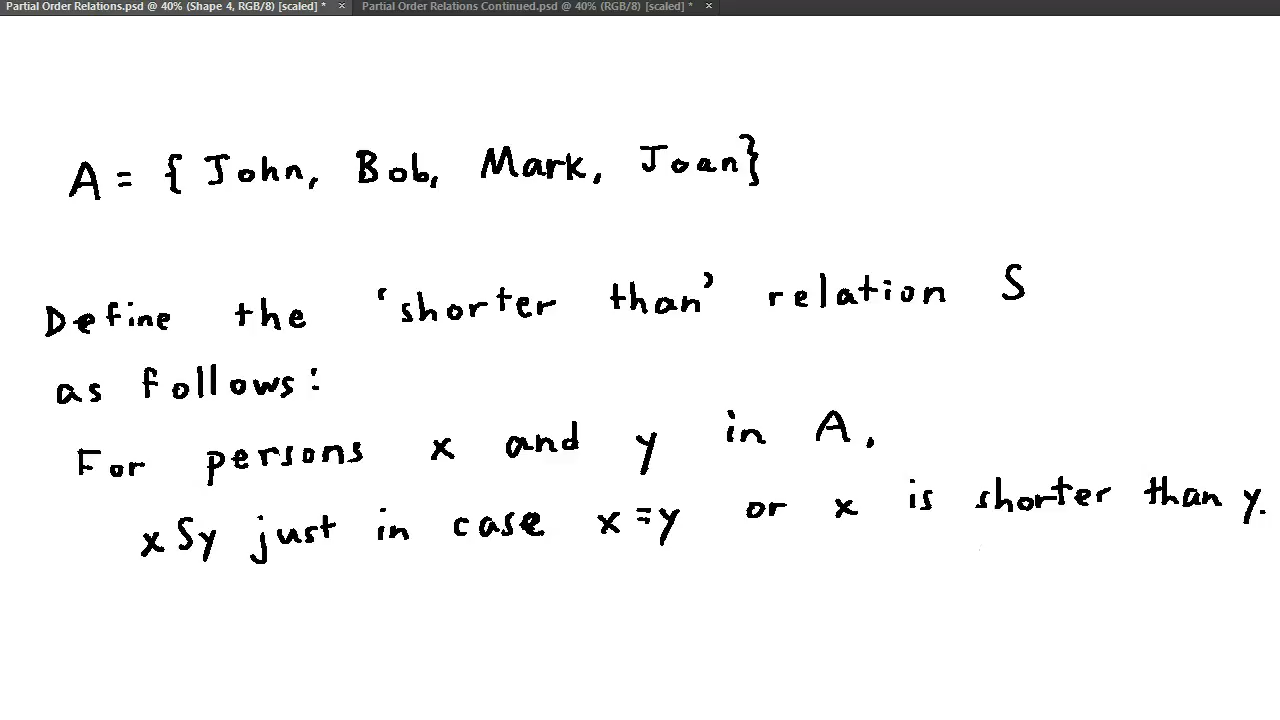 Partial Order Relations.psd @ 40% (Shape 4, RGB/8) [scaled] * × Partial Order Relations Continued.psd @ 40% (RGB/8) [scaled] * ×
A = { John, Bob, Mark, Joan}
Define the 'shorter than' relation S
as follows:
For persons x and y in A,
x Sy just in case x = y or x is shorter than y.